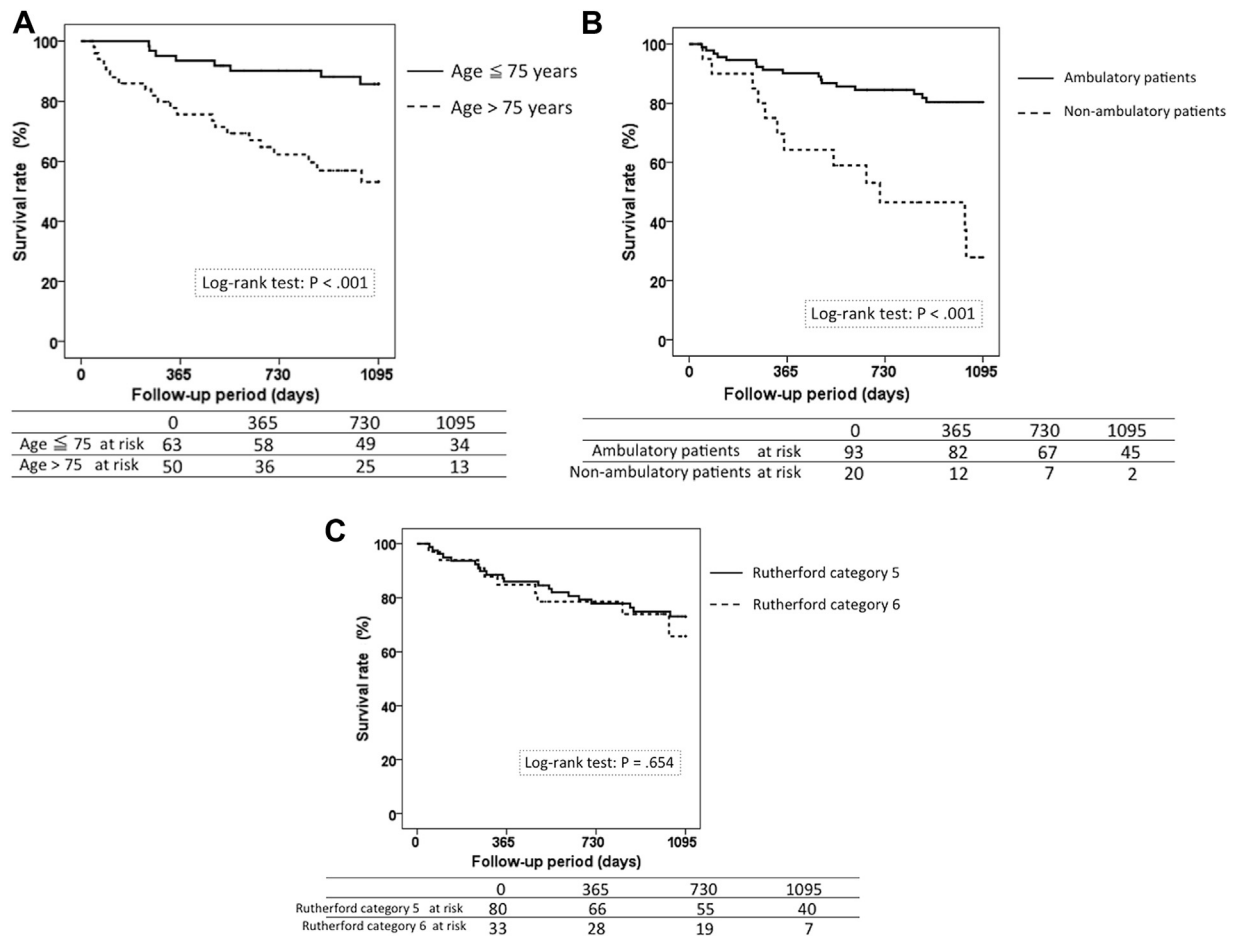 A
100
80
60
40
20
0
Survival rate (%)
Age ≦ 75 years
Age > 75 years
Log-rank test: P < .001
0 365 730 1095
Follow-up period (days)
0 365 730 1095
Age ≦ 75 at risk 63 58 49 34
Age > 75 at risk 50 36 25 13
B
100
80
60
40
20
0
Survival rate (%)
Ambulatory patients
Non-ambulatory patients
Log-rank test: P < .001
0 365 730 1095
Follow-up period (days)
0 365 730 1095
Ambulatory patients at risk 93 82 67 45
Non-ambulatory patients at risk 20 12 7 2
C
100
80
60
40
20
0
Survival rate (%)
Rutherford category 5
Rutherford category 6
Log-rank test: P = .654
0 365 730 1095
Follow-up period (days)
0 365 730 1095
Rutherford category 5 at risk 80 66 55 40
Rutherford category 6 at risk 33 28 19 7